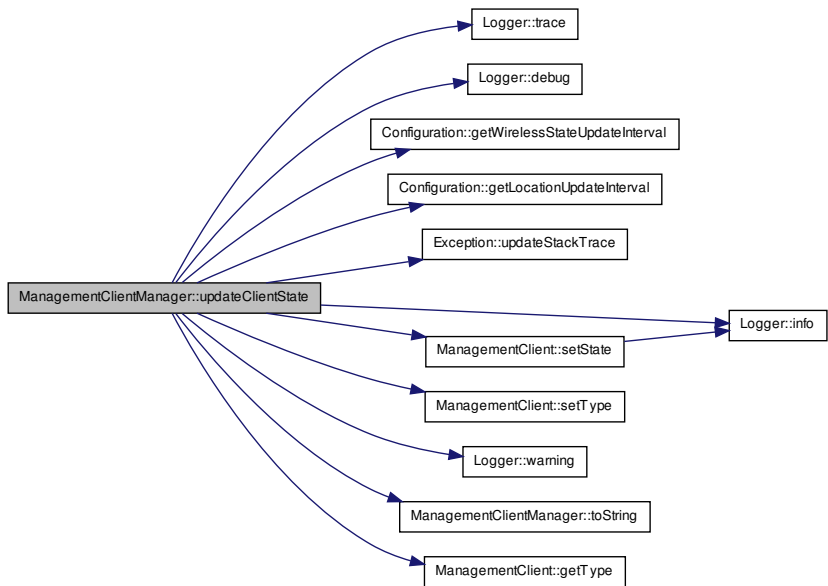 Logger::trace
Logger::debug
Configuration::getWirelessStateUpdateInterval
Configuration::getLocationUpdateInterval
Exception::updateStackTrace
ManagementClientManager::updateClientState
Logger::info
ManagementClient::setState
ManagementClient::setType
Logger::warning
ManagementClientManager::toString
ManagementClient::getType